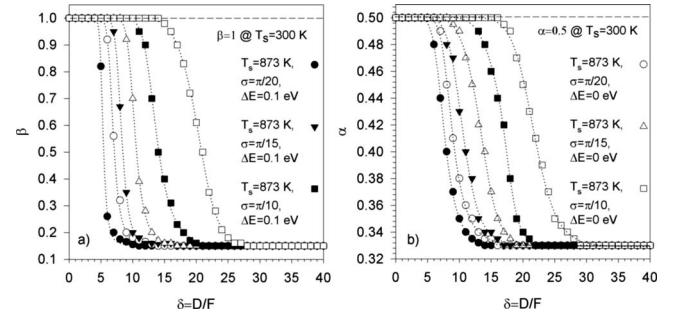 β=1 @ T_S=300 K
T_s=873 K,
σ=π/20,
ΔE=0.1 eV
T_s=873 K,
σ=π/15,
ΔE=0.1 eV
T_s=873 K,
σ=π/10,
ΔE=0.1 eV
a)
β
1.0
0.9
0.8
0.7
0.6
0.5
0.4
0.3
0.2
0.1
0 5 10 15 20 25 30 35 40
δ=D/F
α=0.5 @ T_S=300 K
T_s=873 K,
σ=π/20,
ΔE=0 eV
T_s=873 K,
σ=π/15,
ΔE=0 eV
T_s=873 K,
σ=π/10,
ΔE=0 eV
b)
α
0.50
0.48
0.46
0.44
0.42
0.40
0.38
0.36
0.34
0.32
0 5 10 15 20 25 30 35 40
δ=D/F